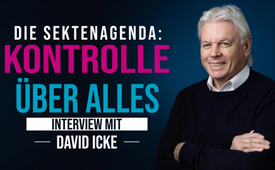 DIE SEKTENAGENDA:
KONTROLLE
ÜBER ALLES
INTERVIEW MIT
DAVID ICKE